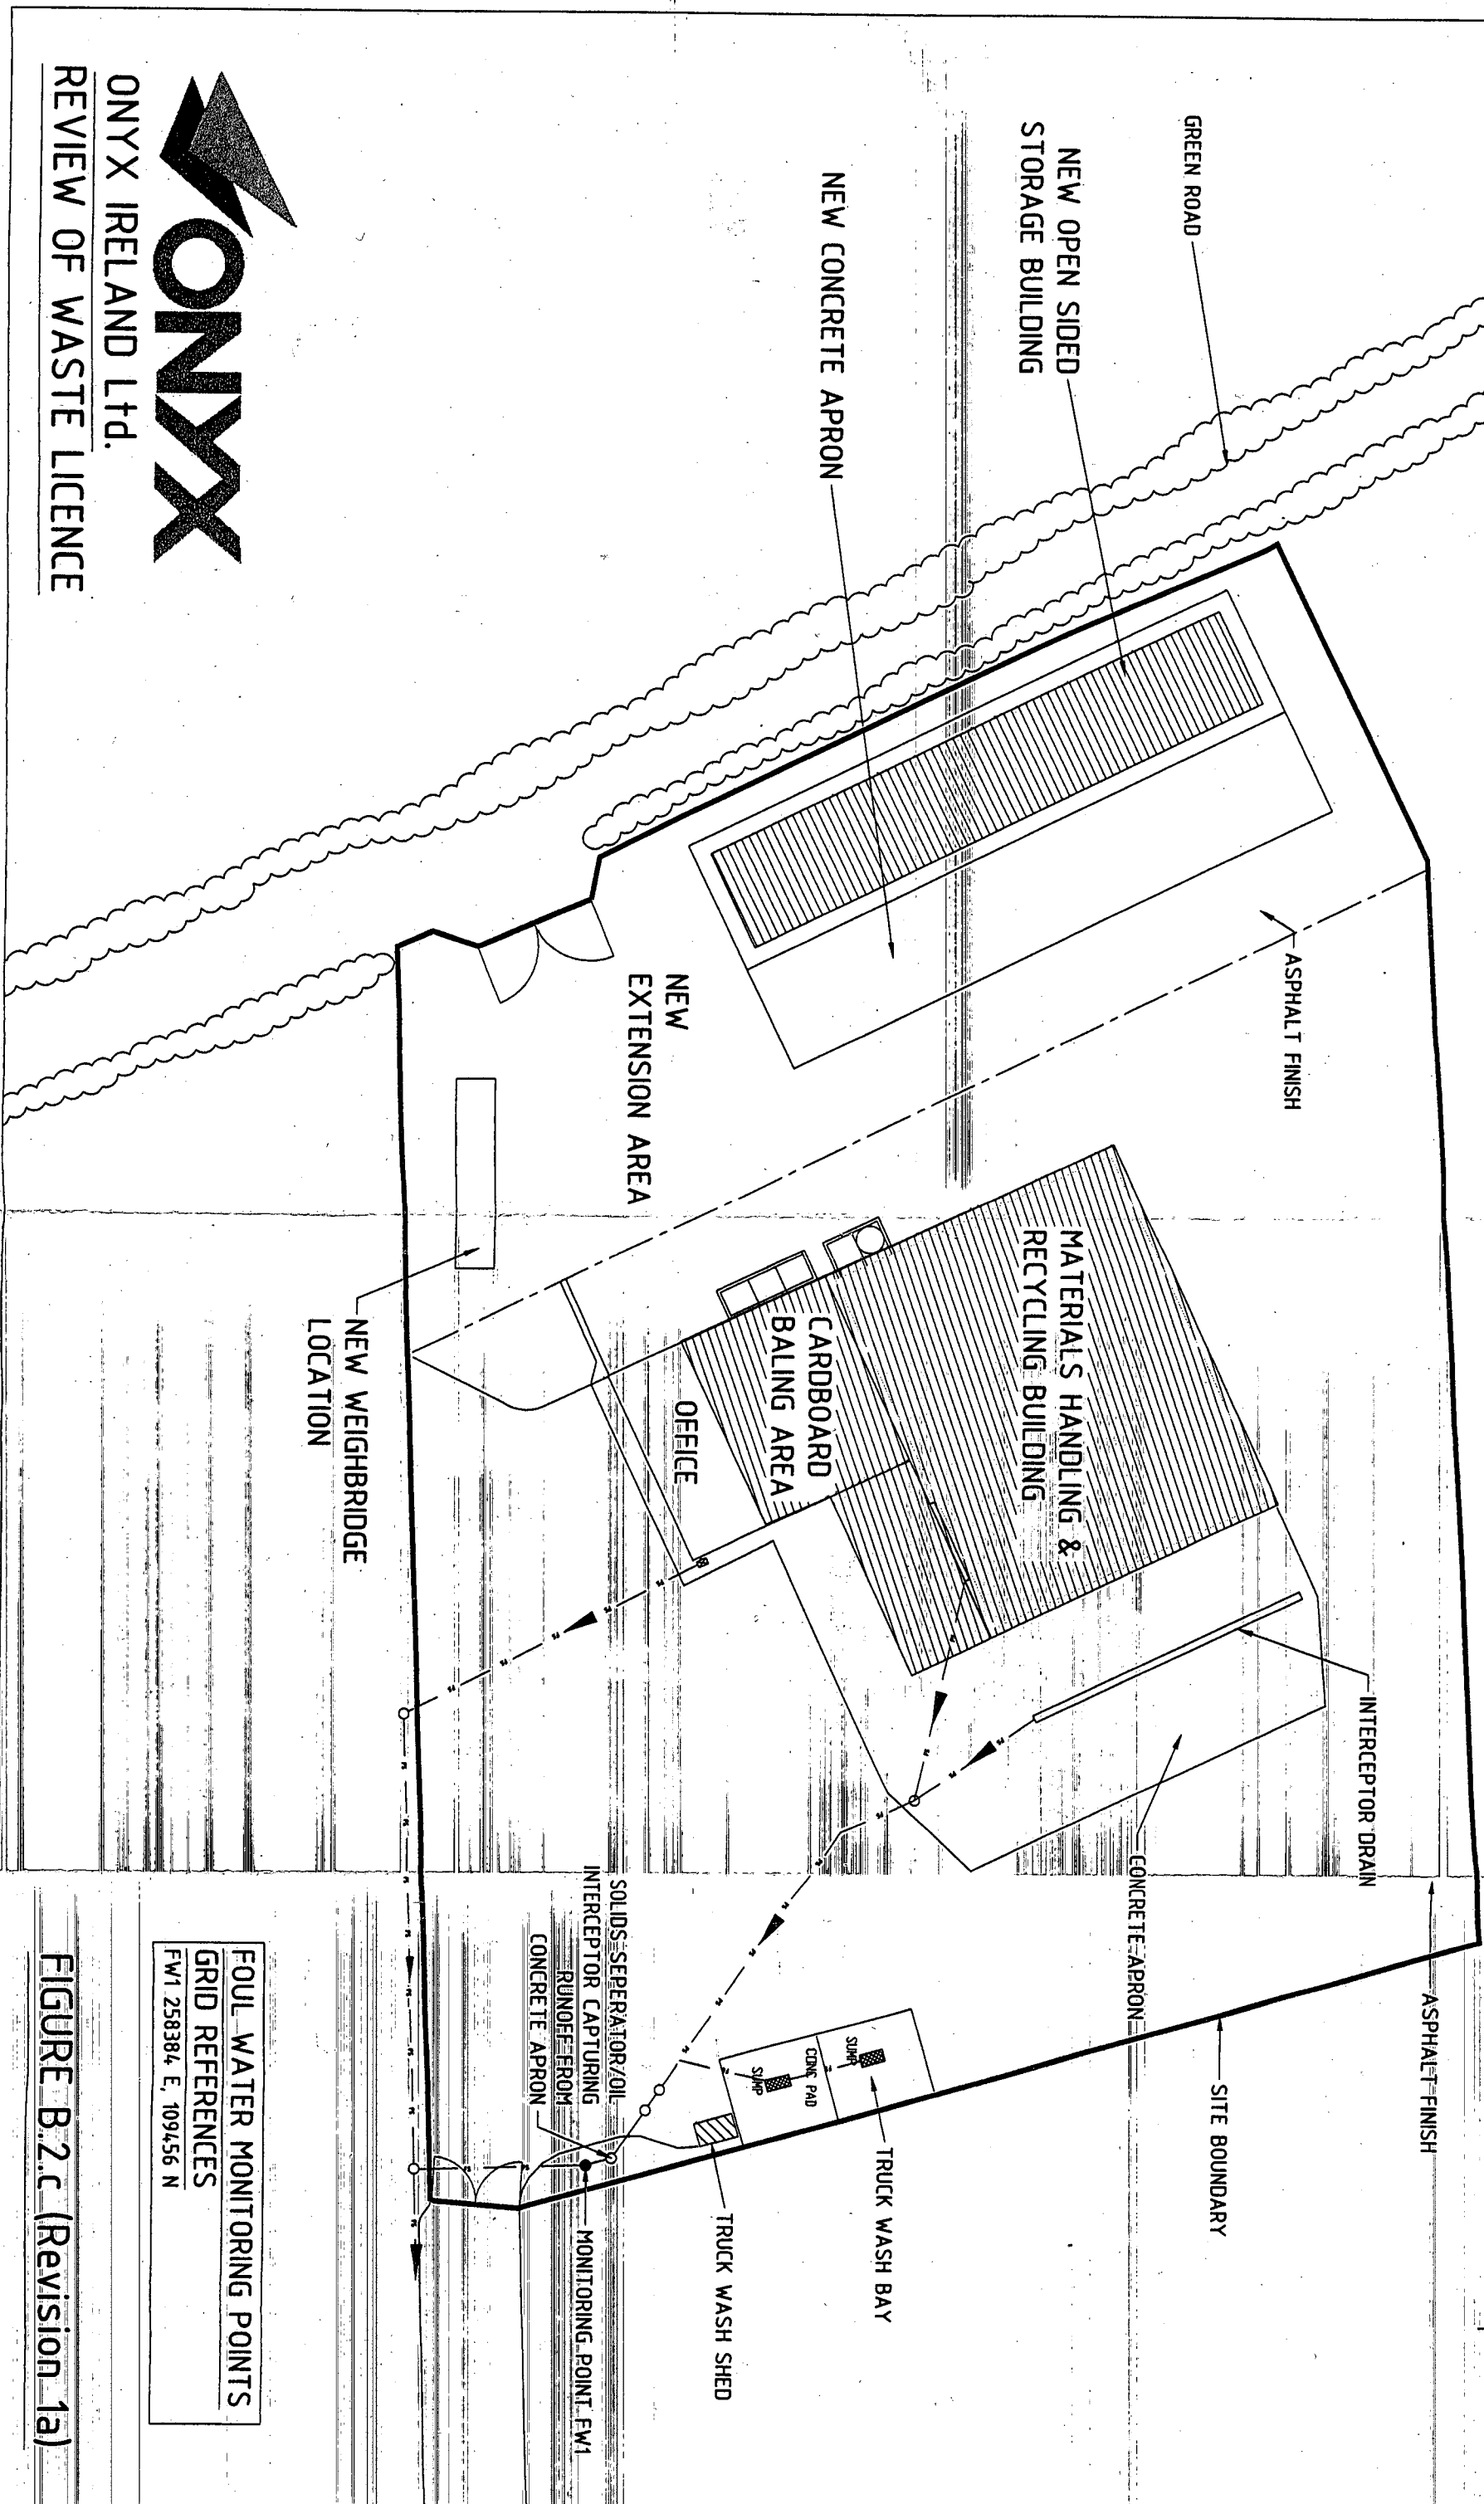 GREEN ROAD
NEW OPEN SIDED
STORAGE BUILDING
NEW CONCRETE APRON
ASPHALT FINISH
NEW
EXTENSION AREA
MATERIALS HANDLING &
RECYCLING BUILDING
CARDBOARD
BALING AREA
OFFICE
NEW WEIGHBRIDGE
LOCATION
INTERCEPTOR DRAIN
CONCRETE APRON
ASPHALT FINISH
SITE BOUNDARY
SUMP
CONC PAD
SUMP
TRUCK WASH BAY
TRUCK WASH SHED
SOLIDS SEPERATOR/OIL
INTERCEPTOR CAPTURING
RUNOFF FROM
CONCRETE APRON
MONITORING POINT FW1
ONYX
ONYX IRELAND Ltd.
REVIEW OF WASTE LICENCE
FOUL WATER MONITORING POINTS
GRID REFERENCES
FW1 258384 E, 109456 N
FIGURE B.2.c (Revision 1a)